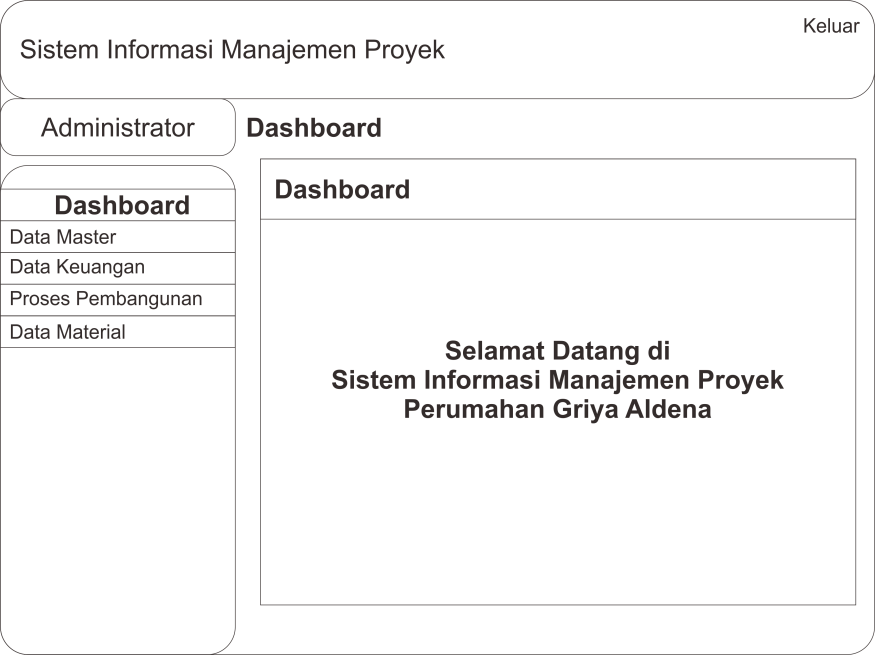 Keluar
Sistem Informasi Manajemen Proyek
Administrator
Dashboard
Dashboard
Data Master
Data Keuangan
Proses Pembangunan
Data Material
Dashboard
Selamat Datang di
Sistem Informasi Manajemen Proyek
Perumahan Griya Aldena